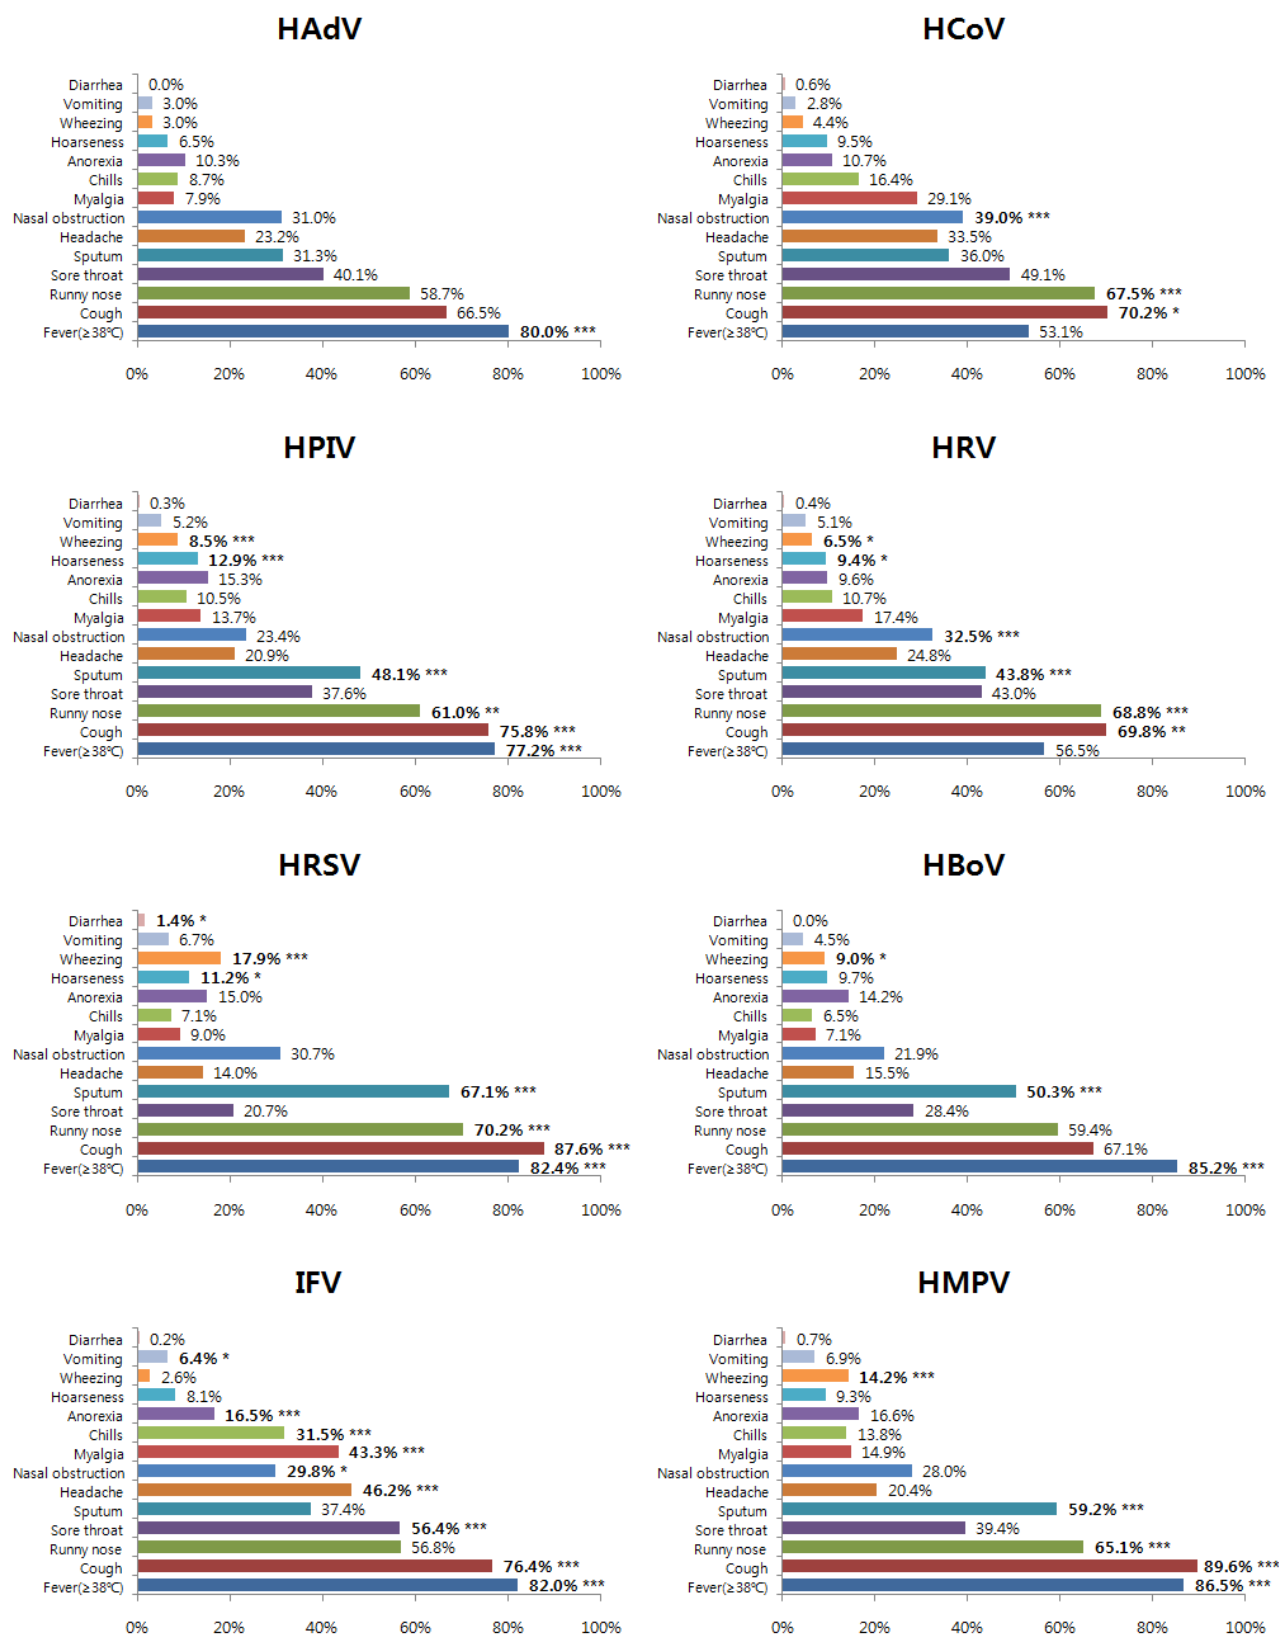 HAdV
Diarrhea 0.0%
Vomiting 3.0%
Wheezing 3.0%
Hoarseness 6.5%
Anorexia 10.3%
Chills 8.7%
Myalgia 7.9%
Nasal obstruction 31.0%
Headache 23.2%
Sputum 31.3%
Sore throat 40.1%
Runny nose 58.7%
Cough 66.5%
Fever(≥38℃) 80.0% ***
0% 20% 40% 60% 80% 100%
HCoV
Diarrhea 0.6%
Vomiting 2.8%
Wheezing 4.4%
Hoarseness 9.5%
Anorexia 10.7%
Chills 16.4%
Myalgia 29.1%
Nasal obstruction 39.0% ***
Headache 33.5%
Sputum 36.0%
Sore throat 49.1%
Runny nose 67.5% ***
Cough 70.2% *
Fever(≥38℃) 53.1%
0% 20% 40% 60% 80% 100%
HPIV
Diarrhea 0.3%
Vomiting 5.2%
Wheezing 8.5% ***
Hoarseness 12.9% ***
Anorexia 15.3%
Chills 10.5%
Myalgia 13.7%
Nasal obstruction 23.4%
Headache 20.9%
Sputum 48.1% ***
Sore throat 37.6%
Runny nose 61.0% **
Cough 75.8% ***
Fever(≥38℃) 77.2% ***
0% 20% 40% 60% 80% 100%
HRV
Diarrhea 0.4%
Vomiting 5.1%
Wheezing 6.5% *
Hoarseness 9.4% *
Anorexia 9.6%
Chills 10.7%
Myalgia 17.4%
Nasal obstruction 32.5% ***
Headache 24.8%
Sputum 43.8% ***
Sore throat 43.0%
Runny nose 68.8% ***
Cough 69.8% **
Fever(≥38℃) 56.5%
0% 20% 40% 60% 80% 100%
HRSV
Diarrhea 1.4% *
Vomiting 6.7%
Wheezing 17.9% ***
Hoarseness 11.2% *
Anorexia 15.0%
Chills 7.1%
Myalgia 9.0%
Nasal obstruction 30.7%
Headache 14.0%
Sputum 67.1% ***
Sore throat 20.7%
Runny nose 70.2% ***
Cough 87.6% ***
Fever(≥38℃) 82.4% ***
0% 20% 40% 60% 80% 100%
HBoV
Diarrhea 0.0%
Vomiting 4.5%
Wheezing 9.0% *
Hoarseness 9.7%
Anorexia 14.2%
Chills 6.5%
Myalgia 7.1%
Nasal obstruction 21.9%
Headache 15.5%
Sputum 50.3% ***
Sore throat 28.4%
Runny nose 59.4%
Cough 67.1%
Fever(≥38℃) 85.2% ***
0% 20% 40% 60% 80% 100%
IFV
Diarrhea 0.2%
Vomiting 6.4% *
Wheezing 2.6%
Hoarseness 8.1%
Anorexia 16.5% ***
Chills 31.5% ***
Myalgia 43.3% ***
Nasal obstruction 29.8% *
Headache 46.2% ***
Sputum 37.4%
Sore throat 56.4% ***
Runny nose 56.8%
Cough 76.4% ***
Fever(≥38℃) 82.0% ***
0% 20% 40% 60% 80% 100%
HMPV
Diarrhea 0.7%
Vomiting 6.9%
Wheezing 14.2% ***
Hoarseness 9.3%
Anorexia 16.6%
Chills 13.8%
Myalgia 14.9%
Nasal obstruction 28.0%
Headache 20.4%
Sputum 59.2% ***
Sore throat 39.4%
Runny nose 65.1% ***
Cough 89.6% ***
Fever(≥38℃) 86.5% ***
0% 20% 40% 60% 80% 100%